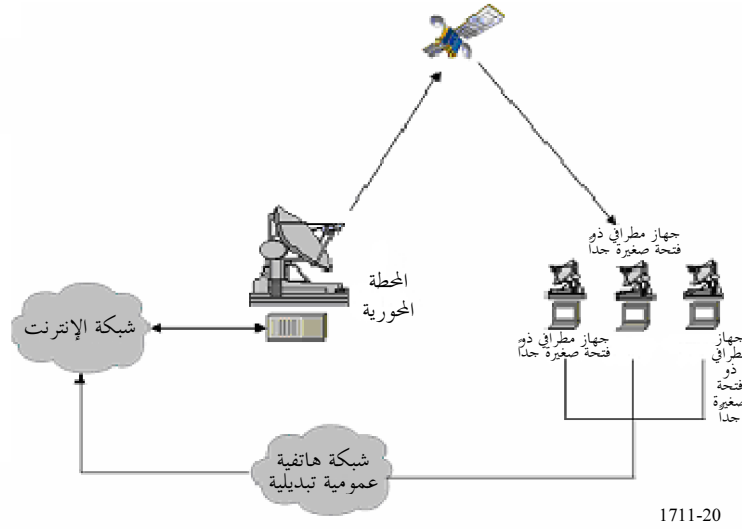 جهاز مطرافي ذو
فتحة صغيرة جداً
المحطة
المحورية
شبكة الإنترنت
جهاز مطرافي ذو
فتحة صغيرة جداً
جهاز
مطرافي
ذو
فتحة
صغيرة
جداً
شبكة هاتفية
عمومية تبديلية
1711-20